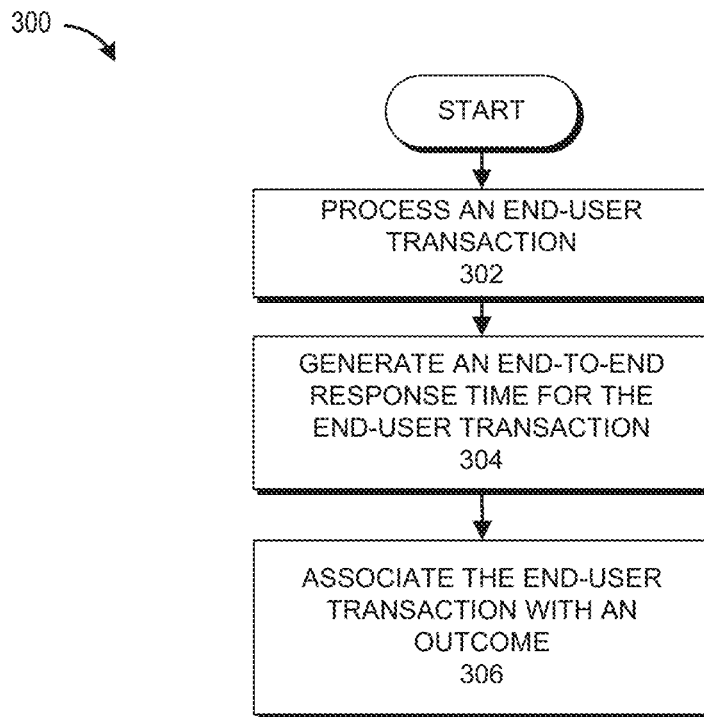 300
START
PROCESS AN END-USER
TRANSACTION
302
GENERATE AN END-TO-END
RESPONSE TIME FOR THE
END-USER TRANSACTION
304
ASSOCIATE THE END-USER
TRANSACTION WITH AN
OUTCOME
306